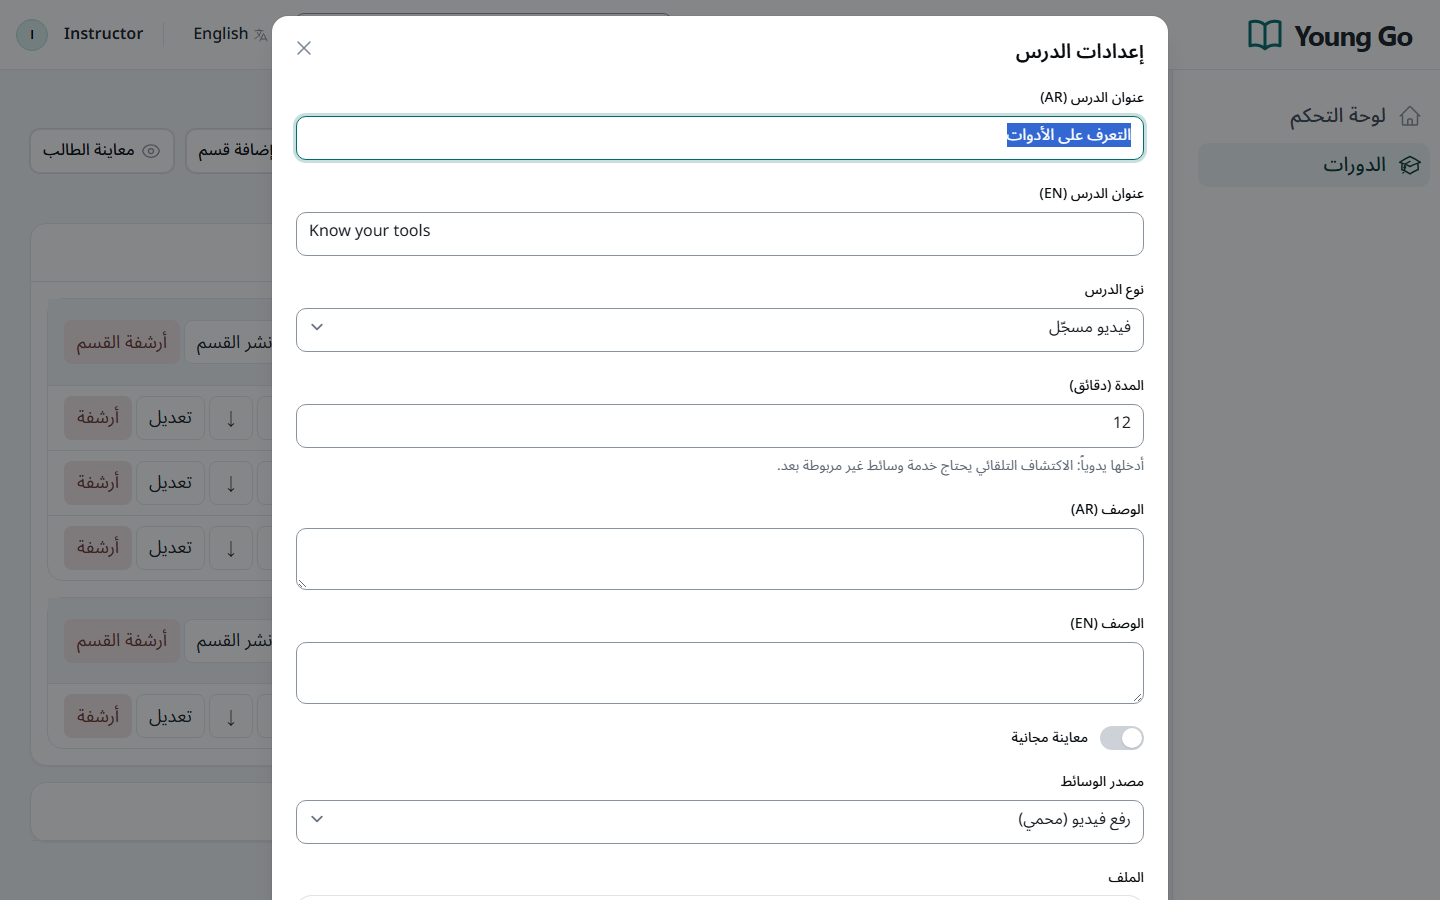 Young Go
English
Instructor
I
لوحة التحكم
الدورات
إضافة قسم
معاينة الطالب
نشر القسم
أرشفة القسم
↓
تعديل
أرشفة
↓
تعديل
أرشفة
↓
تعديل
أرشفة
نشر القسم
أرشفة القسم
↓
تعديل
أرشفة
إعدادات الدرس
عنوان الدرس (AR)
التعرف على الأدوات
عنوان الدرس (EN)
Know your tools
نوع الدرس
فيديو مسجّل
المدة (دقائق)
12
أدخلها يدوياً: الاكتشاف التلقائي يحتاج خدمة وسائط غير مربوطة بعد.
الوصف (AR)
الوصف (EN)
معاينة مجانية
مصدر الوسائط
رفع فيديو (محمي)
الملف